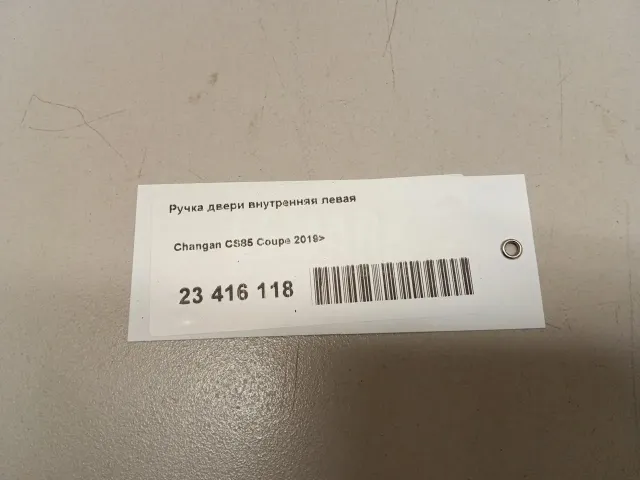 Ручка двери внутренняя левая
Changan CS85 Coupe 2019>
23 416 118